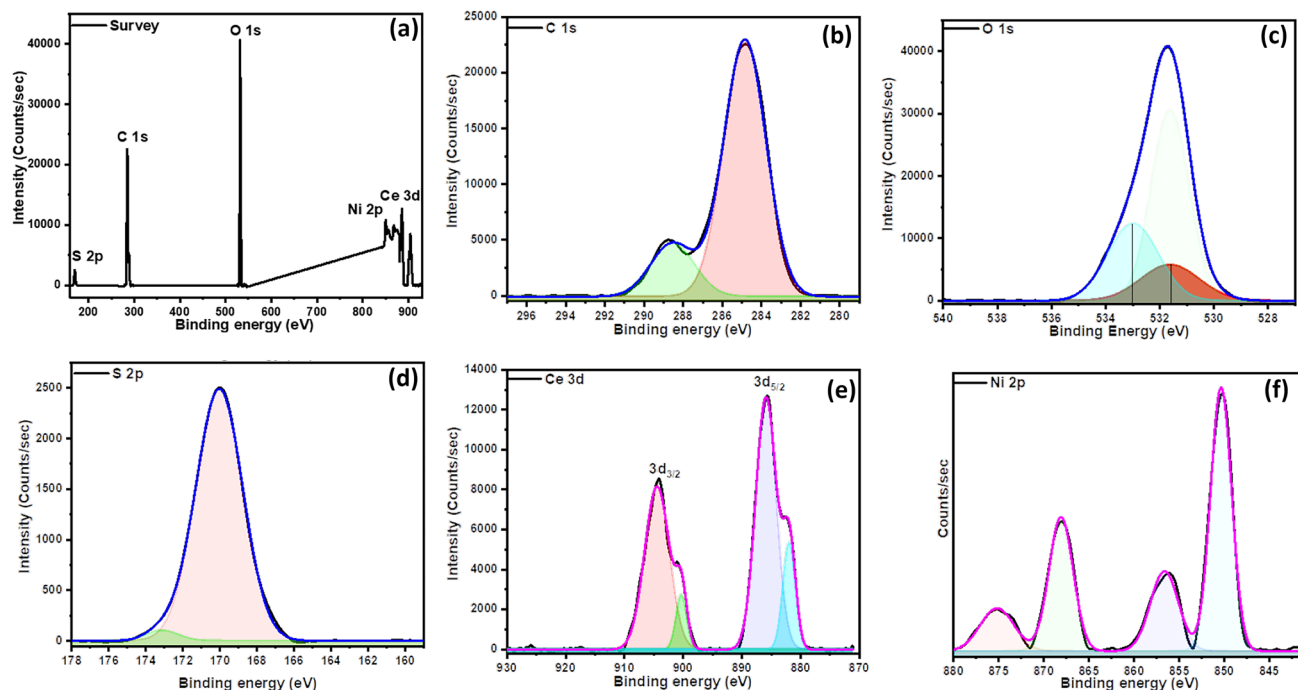 (a)
Survey
O 1s
C 1s
S 2p
Ni 2p
Ce 3d
Intensity (Counts/sec)
40000
30000
20000
10000
0
200 300 400 500 600 700 800 900
Binding energy (eV)
(b)
C 1s
Intensity (Counts/sec)
25000
22500
20000
17500
15000
12500
10000
7500
5000
2500
0
296 294 292 290 288 286 284 282 280
Binding energy (eV)
(c)
O 1s
Intensity (Counts/sec)
40000
30000
20000
10000
0
540 538 536 534 532 530 528
Binding Energy (eV)
(d)
S 2p
Intensity (Counts/sec)
2500
2000
1500
1000
500
0
178 176 174 172 170 168 166 164 162 160
Binding energy (eV)
(e)
Ce 3d
3d5/2
3d3/2
Intensity (Counts/sec)
14000
12000
10000
8000
6000
4000
2000
0
930 920 910 900 890 880 870
Binding energy (eV)
(f)
Ni 2p
Counts/sec)
880 875 870 865 860 855 850 845
Binding energy (eV)